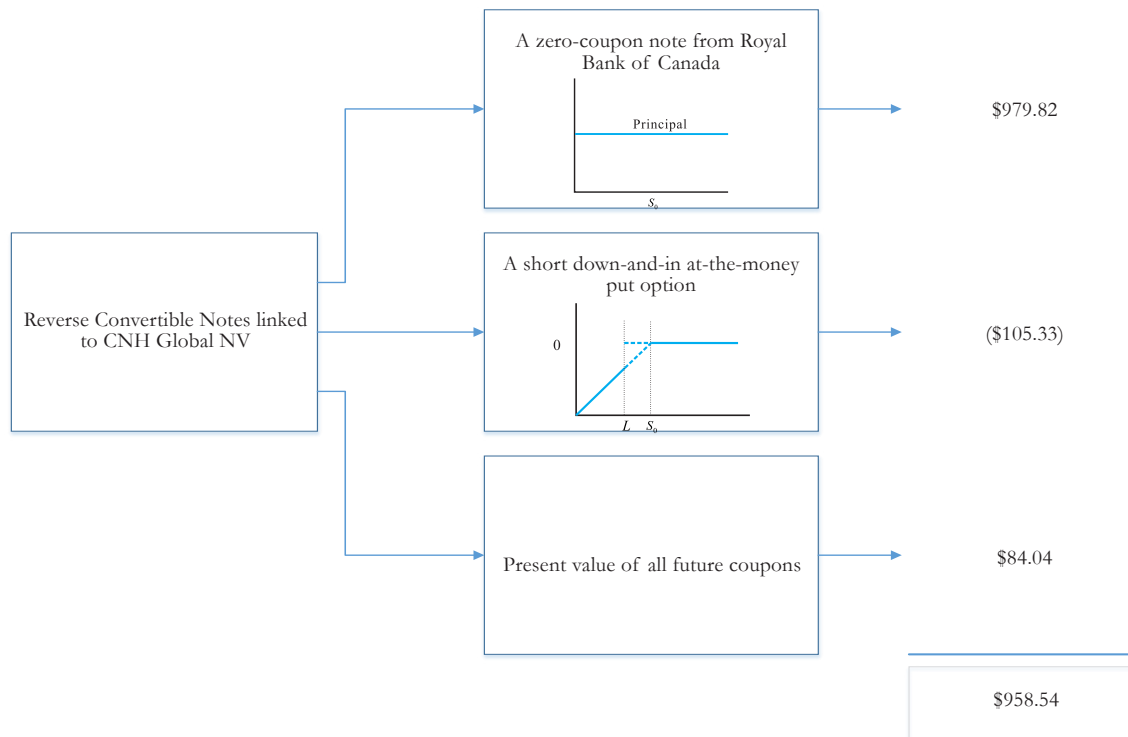 A zero-coupon note from Royal
Bank of Canada
Principal
S₀
$979.82
Reverse Convertible Notes linked
to CNH Global NV
A short down-and-in at-the-money
put option
0
L S₀
($105.33)
Present value of all future coupons
$84.04
$958.54